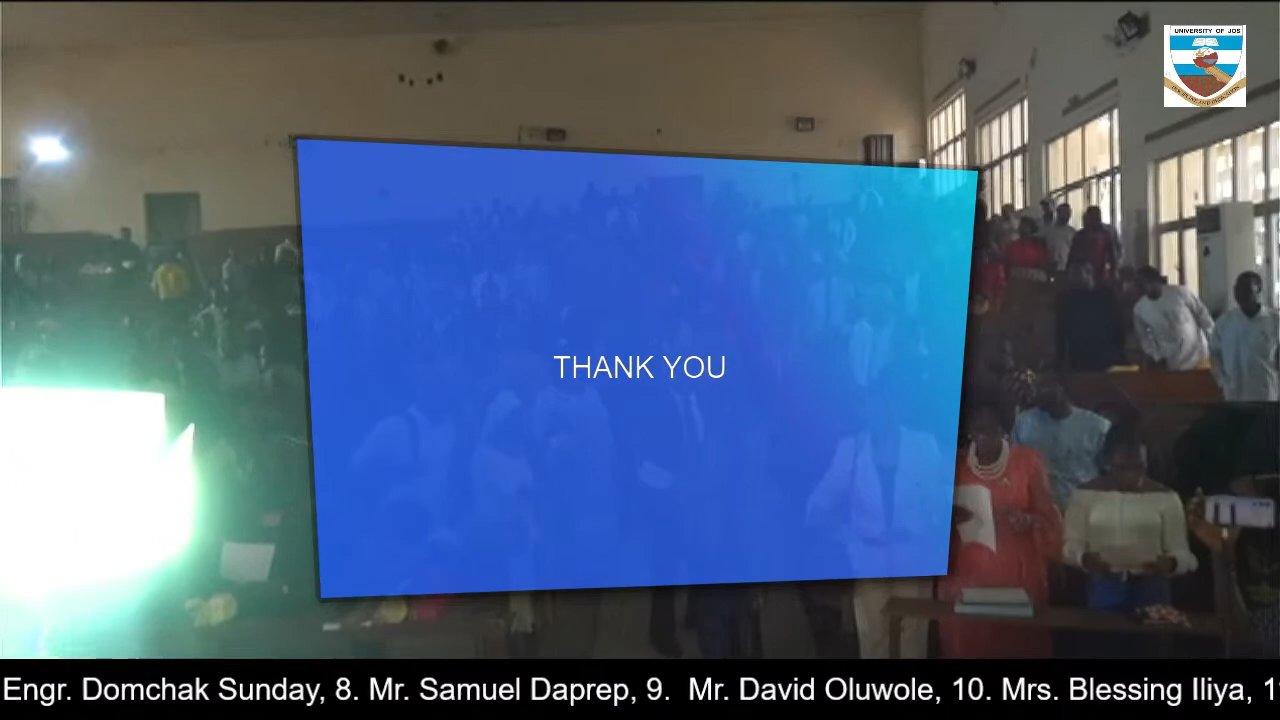 UNIVERSITY OF JOS
THANK YOU
Engr. Domchak Sunday, 8. Mr. Samuel Daprep, 9. Mr. David Oluwole, 10. Mrs. Blessing Iliya, 1